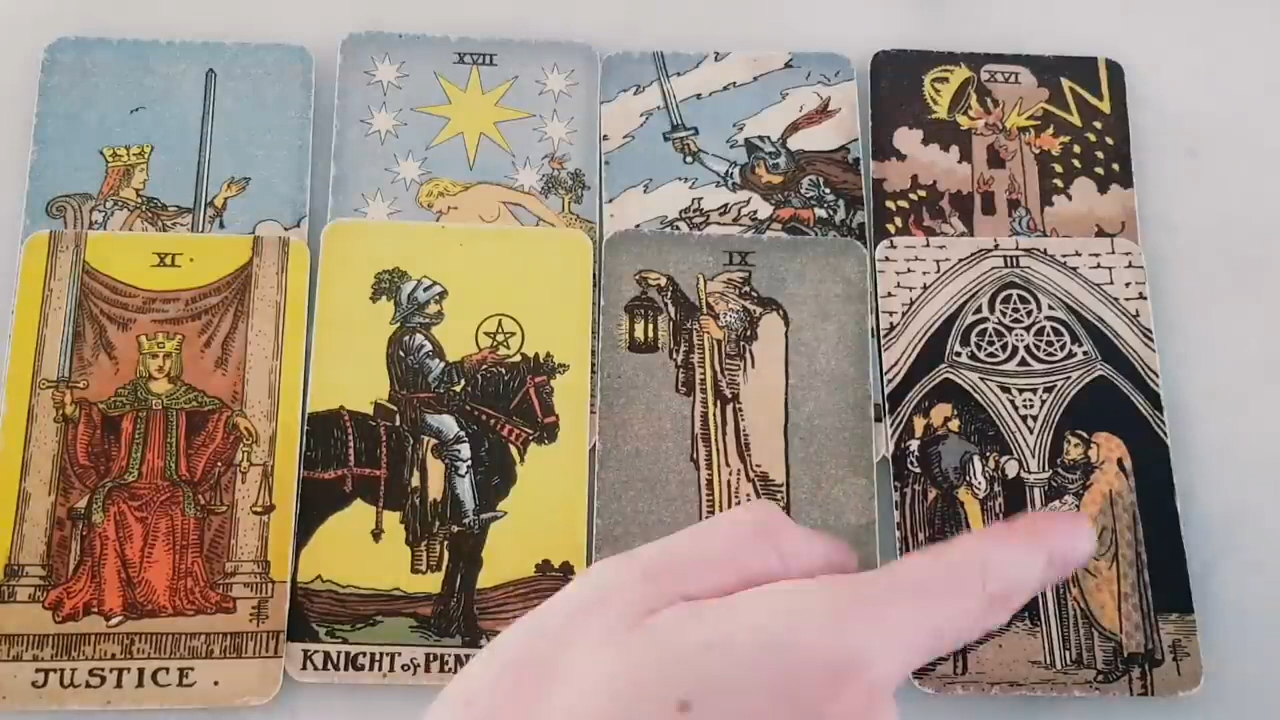 XVII
XVI
XI.
IX
III
JUSTICE.
KNIGHT of PEN